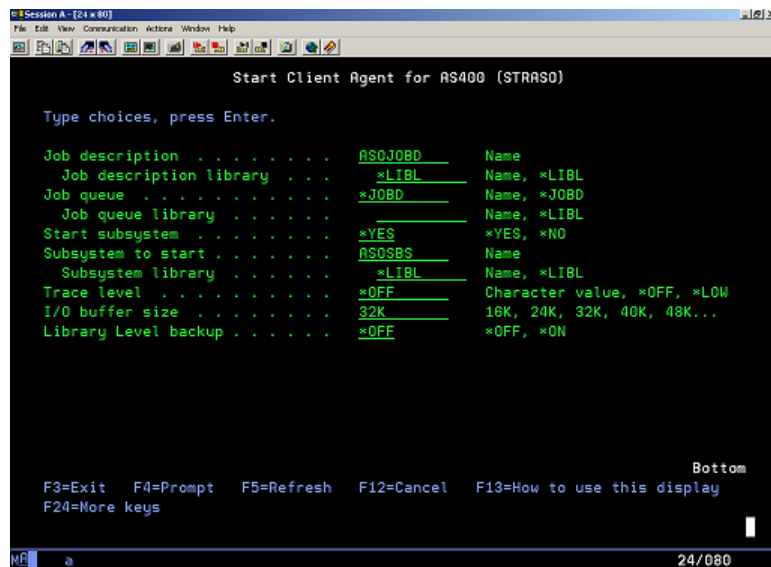 Session A - [24 x 80]
File Edit View Communication Actions Window Help
Start Client Agent for AS400 (STRASO)
Type choices, press Enter.
Job description . . . . . . . . ASOJOBD Name
Job description library . . . *LIBL Name, *LIBL
Job queue . . . . . . . . . . . *JOBD Name, *JOBD
Job queue library . . . . . . Name, *LIBL
Start subsystem . . . . . . . . *YES *YES, *NO
Subsystem to start . . . . . . . ASOSBS Name
Subsystem library . . . . . . *LIBL Name, *LIBL
Trace level . . . . . . . . . . *OFF Character value, *OFF, *LOW
I/O buffer size . . . . . . . . 32K 16K, 24K, 32K, 40K, 48K...
Library Level backup . . . . . . *OFF *OFF, *ON
Bottom
F3=Exit F4=Prompt F5=Refresh F12=Cancel F13=How to use this display
F24=More keys
MA a 24/080